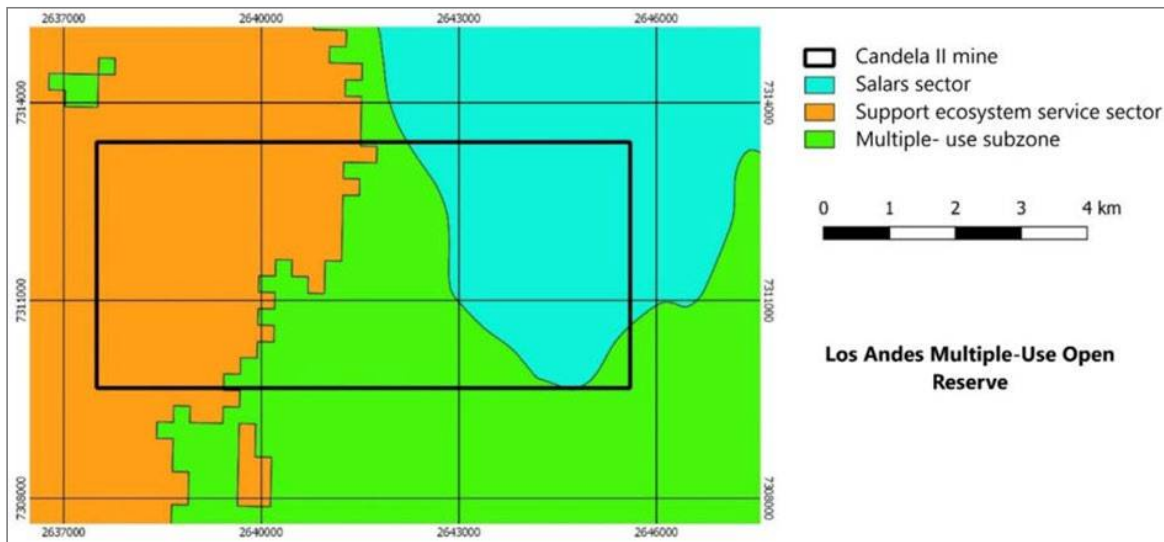 2637000
2640000
2643000
2646000
7314000
7314000
7311000
7311000
7308000
7308000
2637000
2640000
2643000
2646000
Candela II mine
Salars sector
Support ecosystem service sector
Multiple- use subzone
0 1 2 3 4 km
Los Andes Multiple-Use Open
Reserve